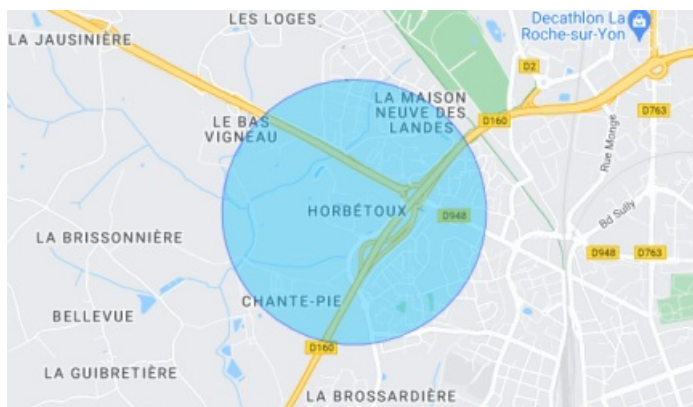 LES LOGES
Decathlon La
Roche-sur-Yon
LA JAUSINIÈRE
D2
LA MAISON
NEUVE DES
LANDES
D160
D763
LE BAS
VIGNEAU
Rue Monge
HORBÉTOUX
D948
Bd Sully
LA BRISSONNIÈRE
D948
D763
CHANTE-PIE
BELLEVUE
D160
LA GUIBRETIÈRE
LA BROSSARDIÈRE